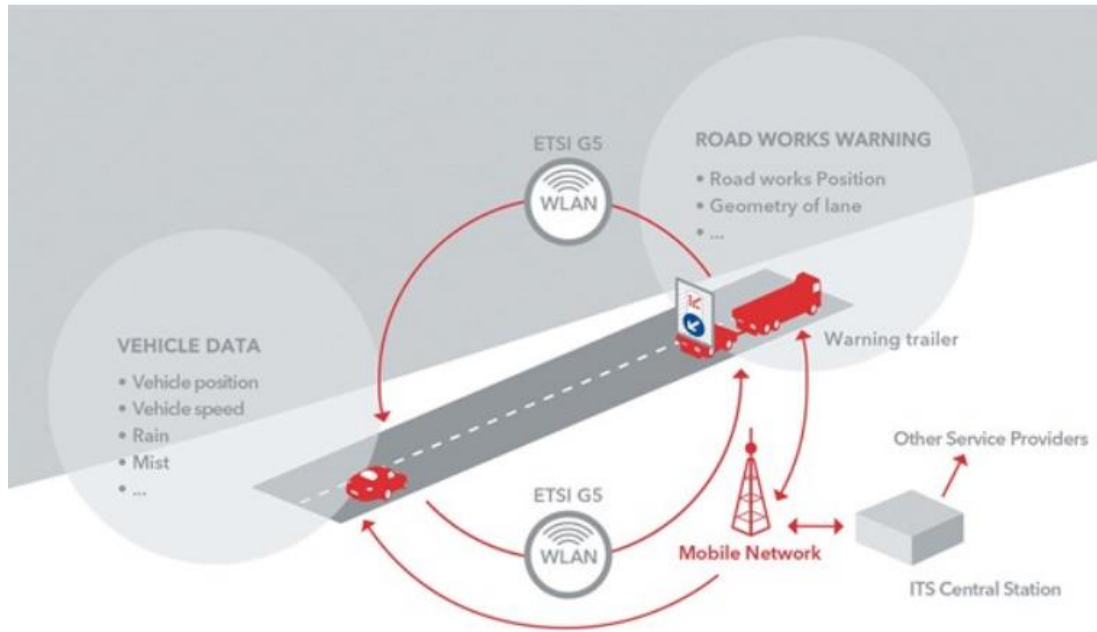 ETSI G5
WLAN
ROAD WORKS WARNING
• Road works Position
• Geometry of lane
• ...
VEHICLE DATA
• Vehicle position
• Vehicle speed
• Rain
• Mist
• ...
Warning trailer
Other Service Providers
ETSI G5
WLAN
Mobile Network
ITS Central Station